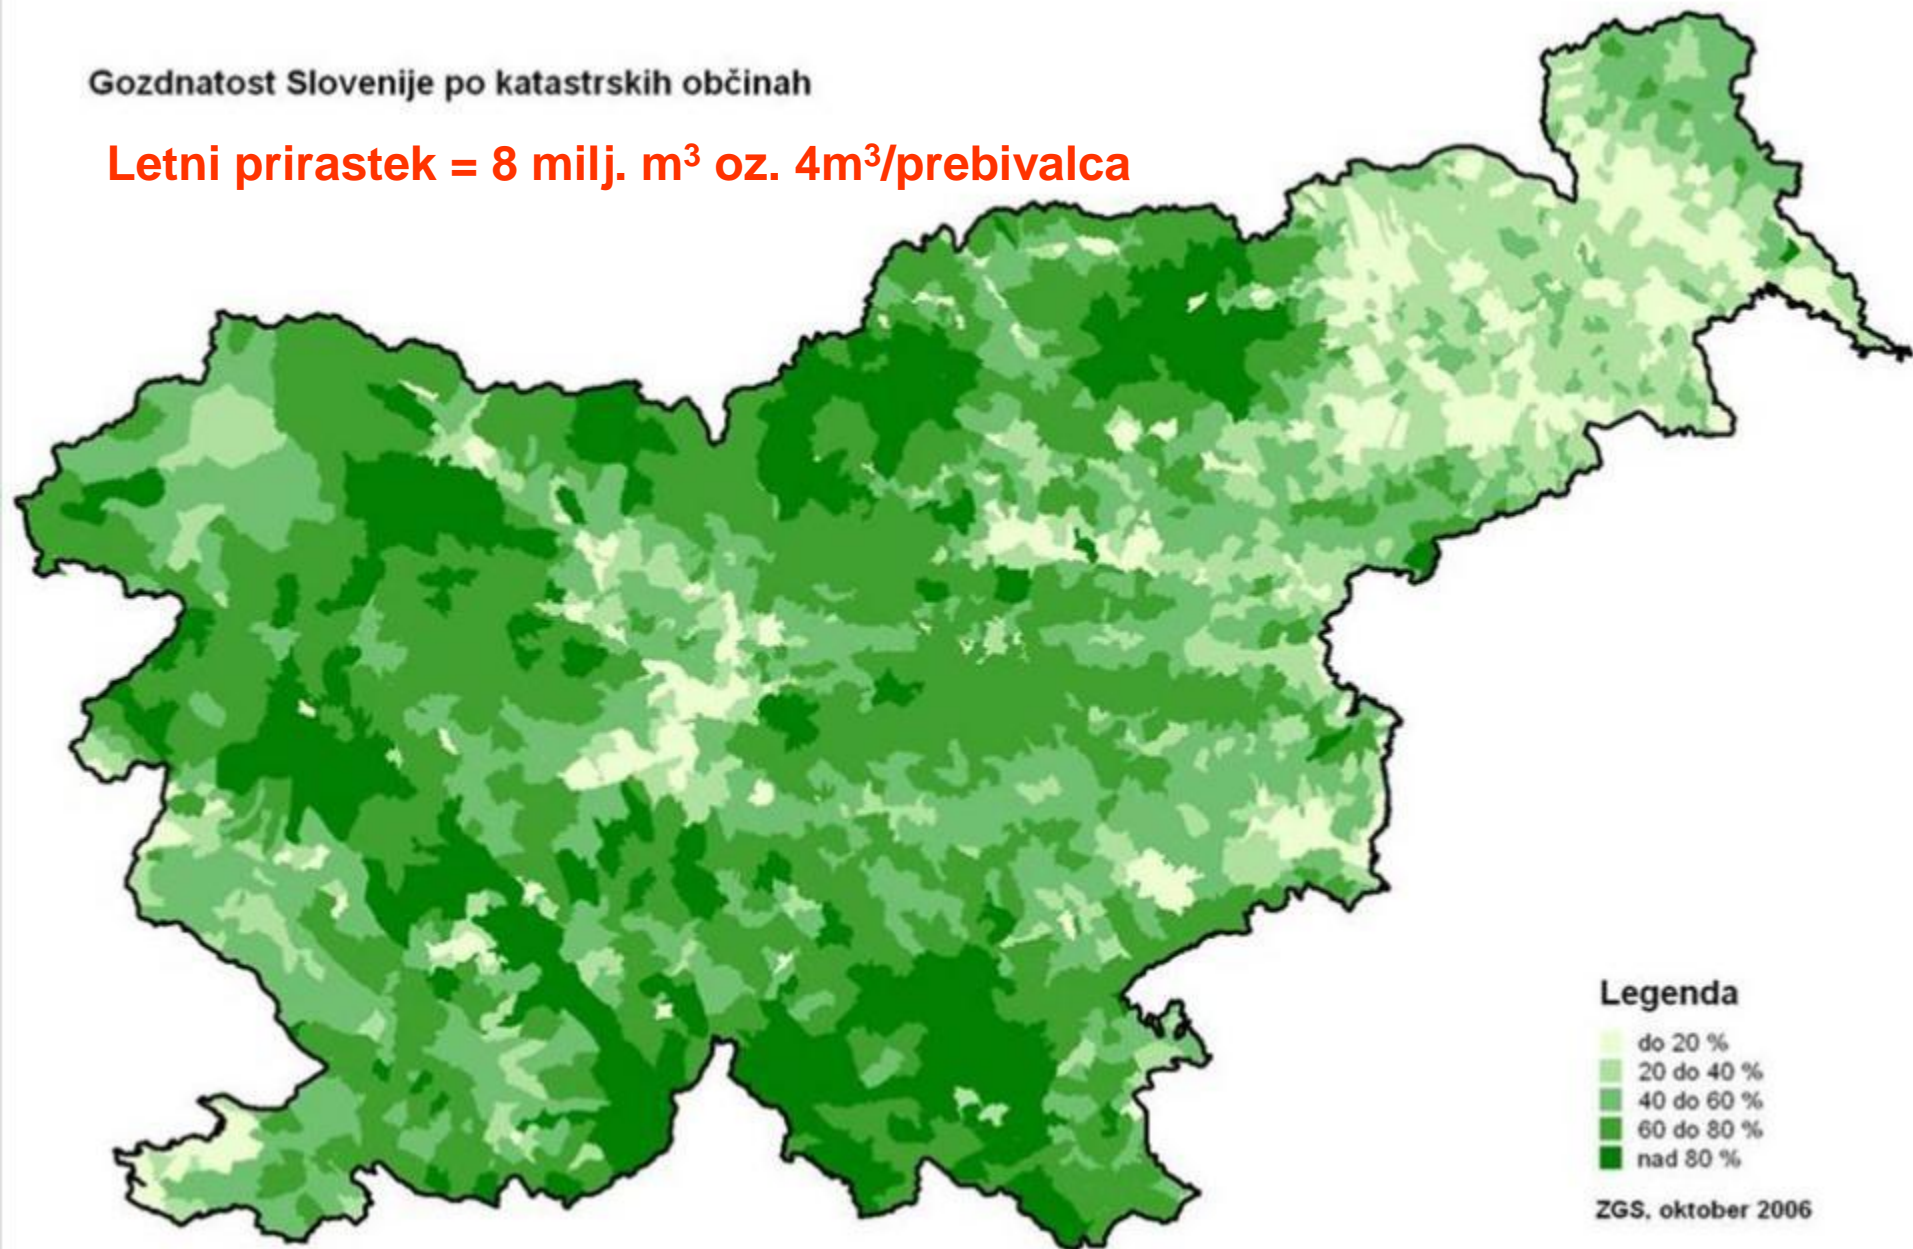 Gozdnatost Slovenije po katastrskih občinah
Letni prirastek = 8 milj. m³ oz. 4m³/prebivalca
Legenda
do 20 %
20 do 40 %
40 do 60 %
60 do 80 %
nad 80 %
ZGS, oktober 2006